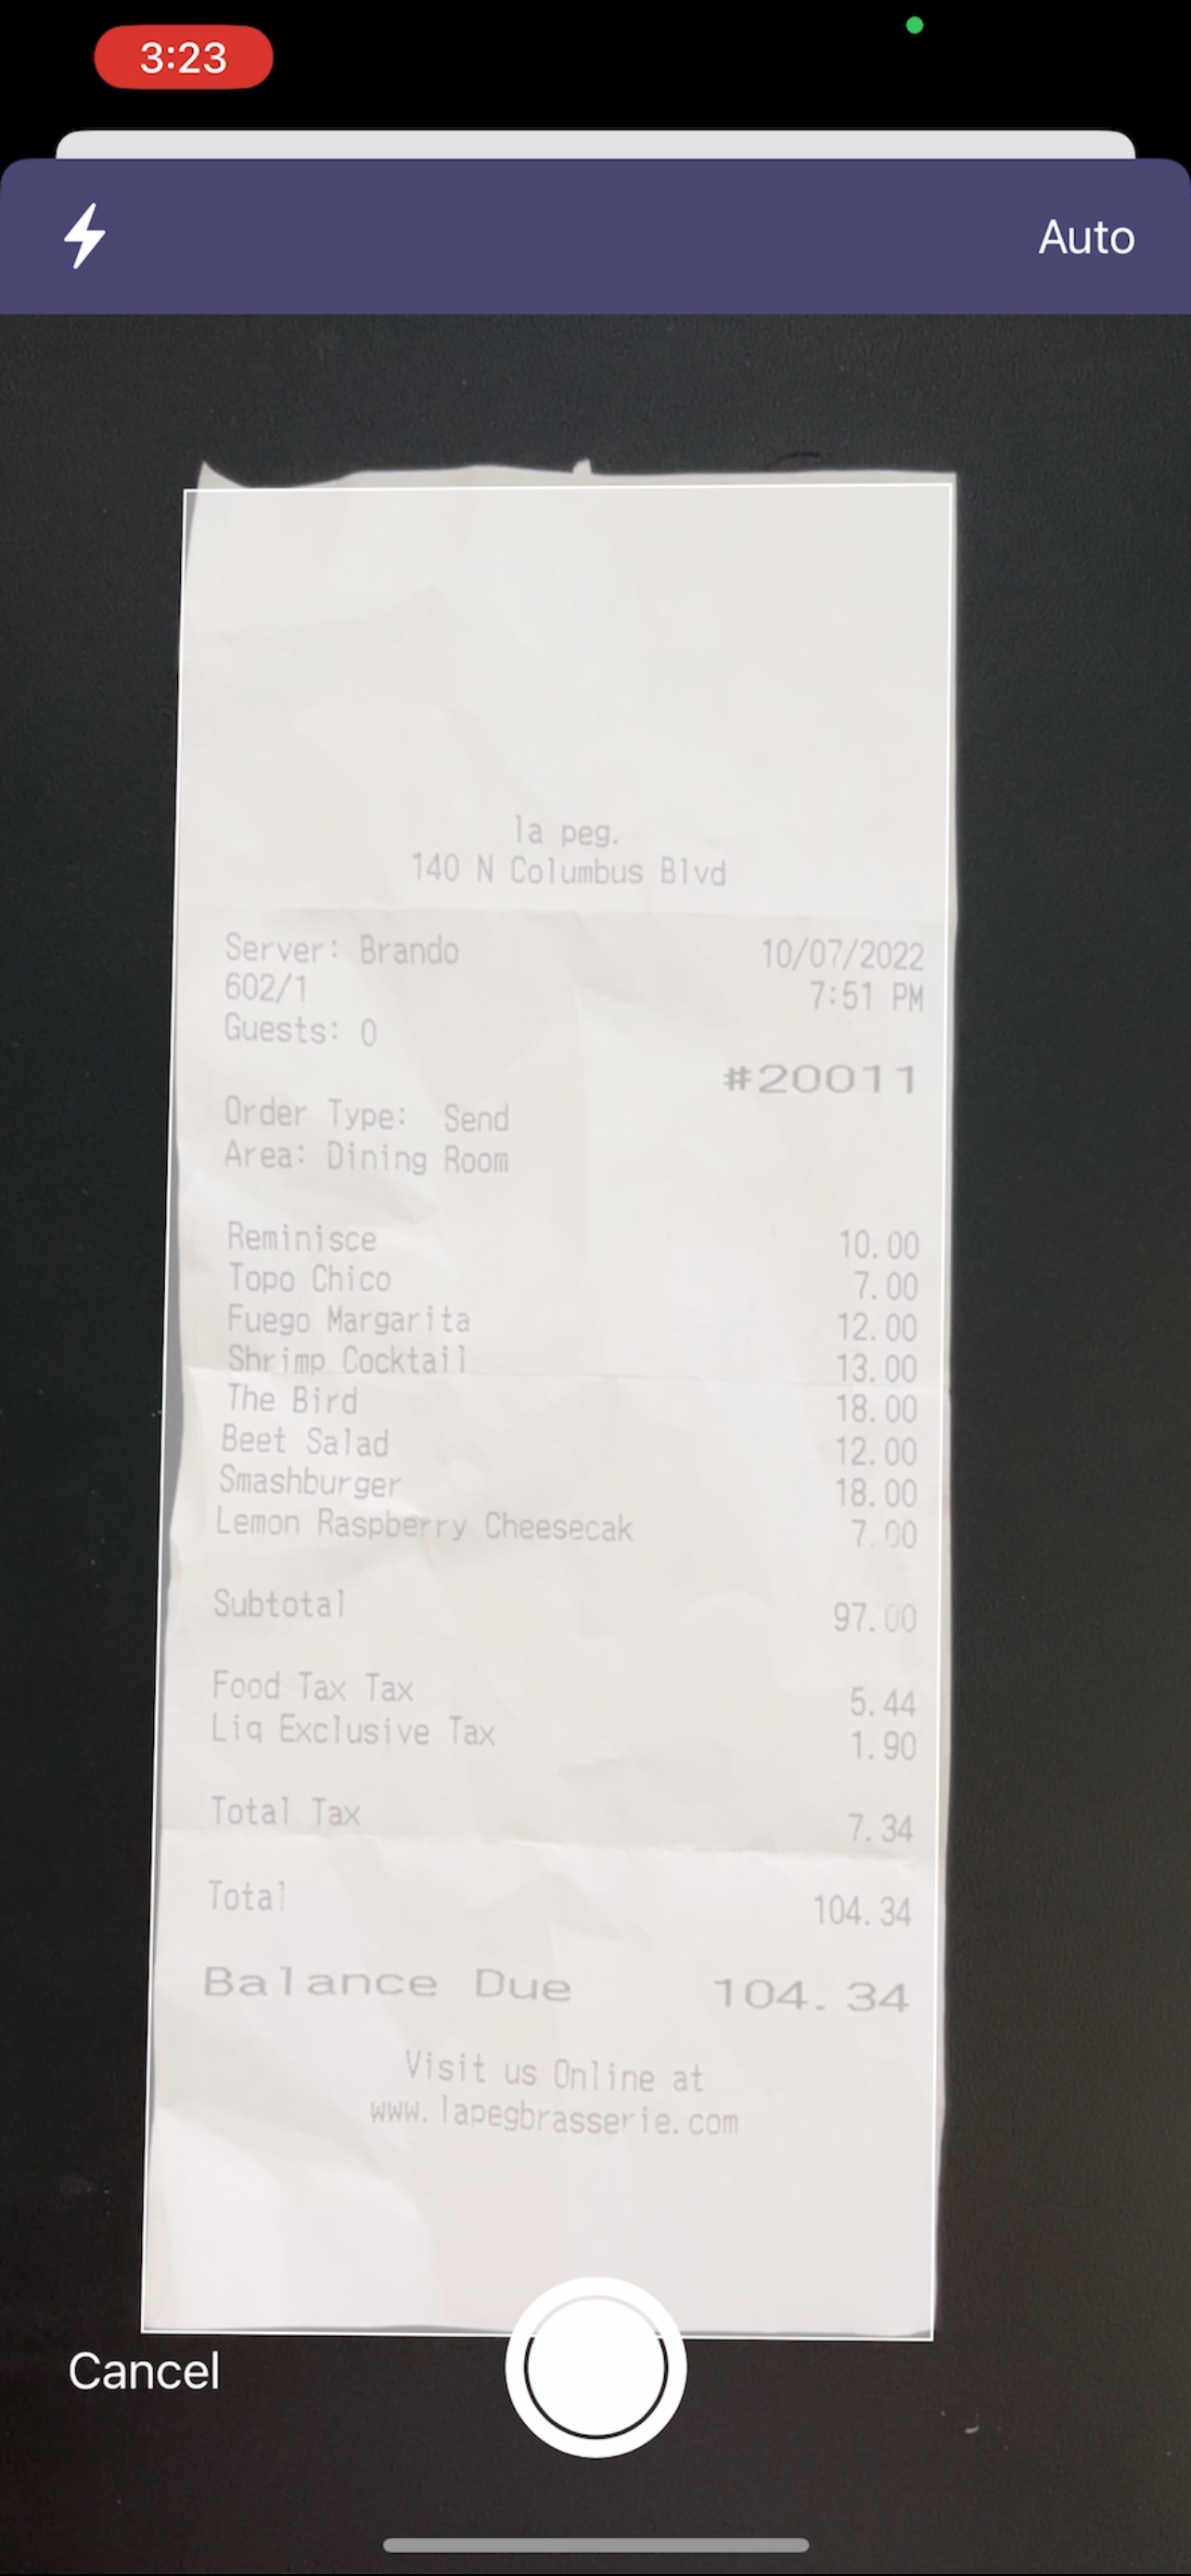 3:23
Auto
la peg.
140 N Columbus Blvd
Server: Brando 10/07/2022
602/1 7:51 PM
Guests: 0
#20011
Order Type: Send
Area: Dining Room
Reminisce 10.00
Topo Chico 7.00
Fuego Margarita 12.00
Shrimp Cocktail 13.00
The Bird 18.00
Beet Salad 12.00
Smashburger 18.00
Lemon Raspberry Cheesecak 7.00
Subtotal 97.00
Food Tax Tax 5.44
Liq Exclusive Tax 1.90
Total Tax 7.34
Total 104.34
Balance Due 104.34
Visit us Online at
www.lapegbrasserie.com
Cancel